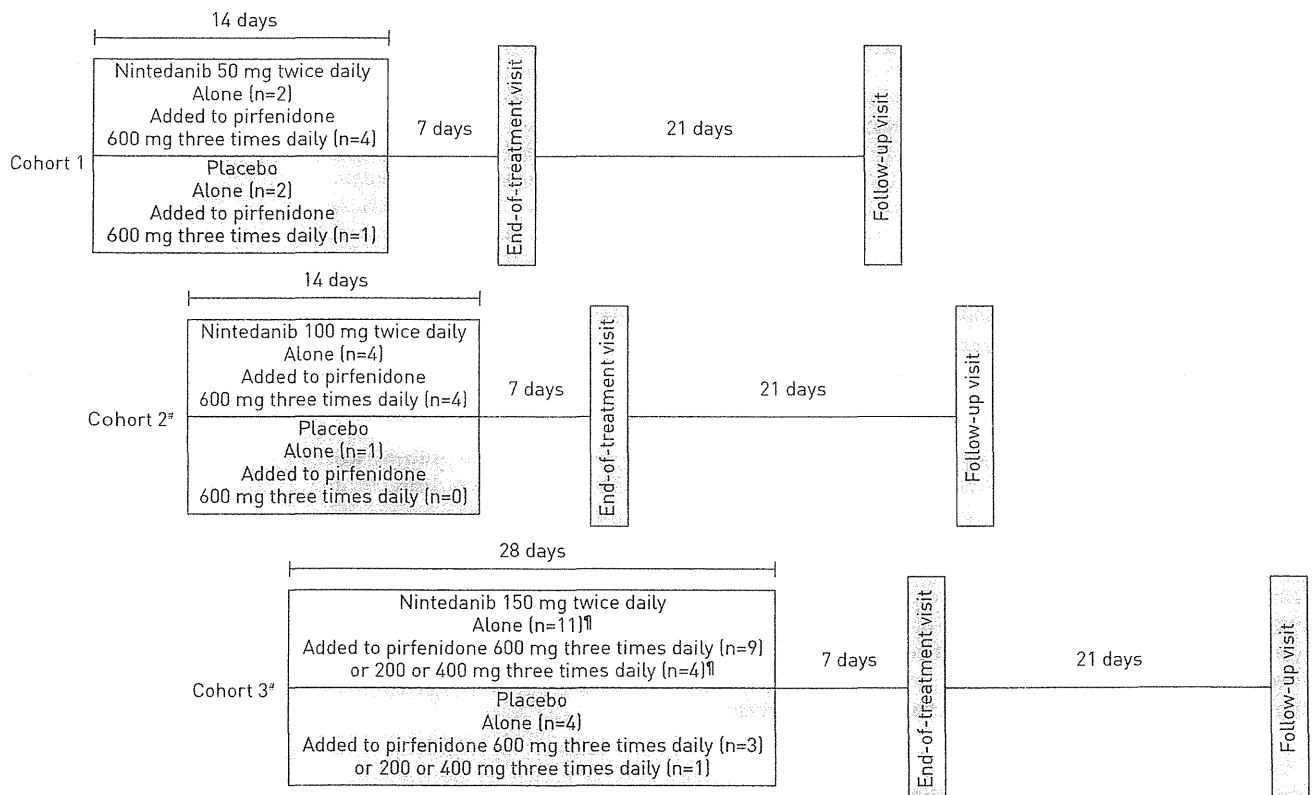 14 days
Nintedanib 50 mg twice daily
Alone (n=2)
Added to pirfenidone
600 mg three times daily (n=4)
7 days
21 days
Cohort 1
Placebo
Alone (n=2)
Added to pirfenidone
600 mg three times daily (n=1)
End-of-treatment visit
Follow-up visit
14 days
Nintedanib 100 mg twice daily
Alone (n=4)
Added to pirfenidone
600 mg three times daily (n=4)
7 days
21 days
Cohort 2#
Placebo
Alone (n=1)
Added to pirfenidone
600 mg three times daily (n=0)
End-of-treatment visit
Follow-up visit
28 days
Nintedanib 150 mg twice daily
Alone (n=11)¶
Added to pirfenidone 600 mg three times daily (n=9)
or 200 or 400 mg three times daily (n=4)¶
7 days
21 days
Cohort 3#
Placebo
Alone (n=4)
Added to pirfenidone 600 mg three times daily (n=3)
or 200 or 400 mg three times daily (n=1)
End-of-treatment visit
Follow-up visit